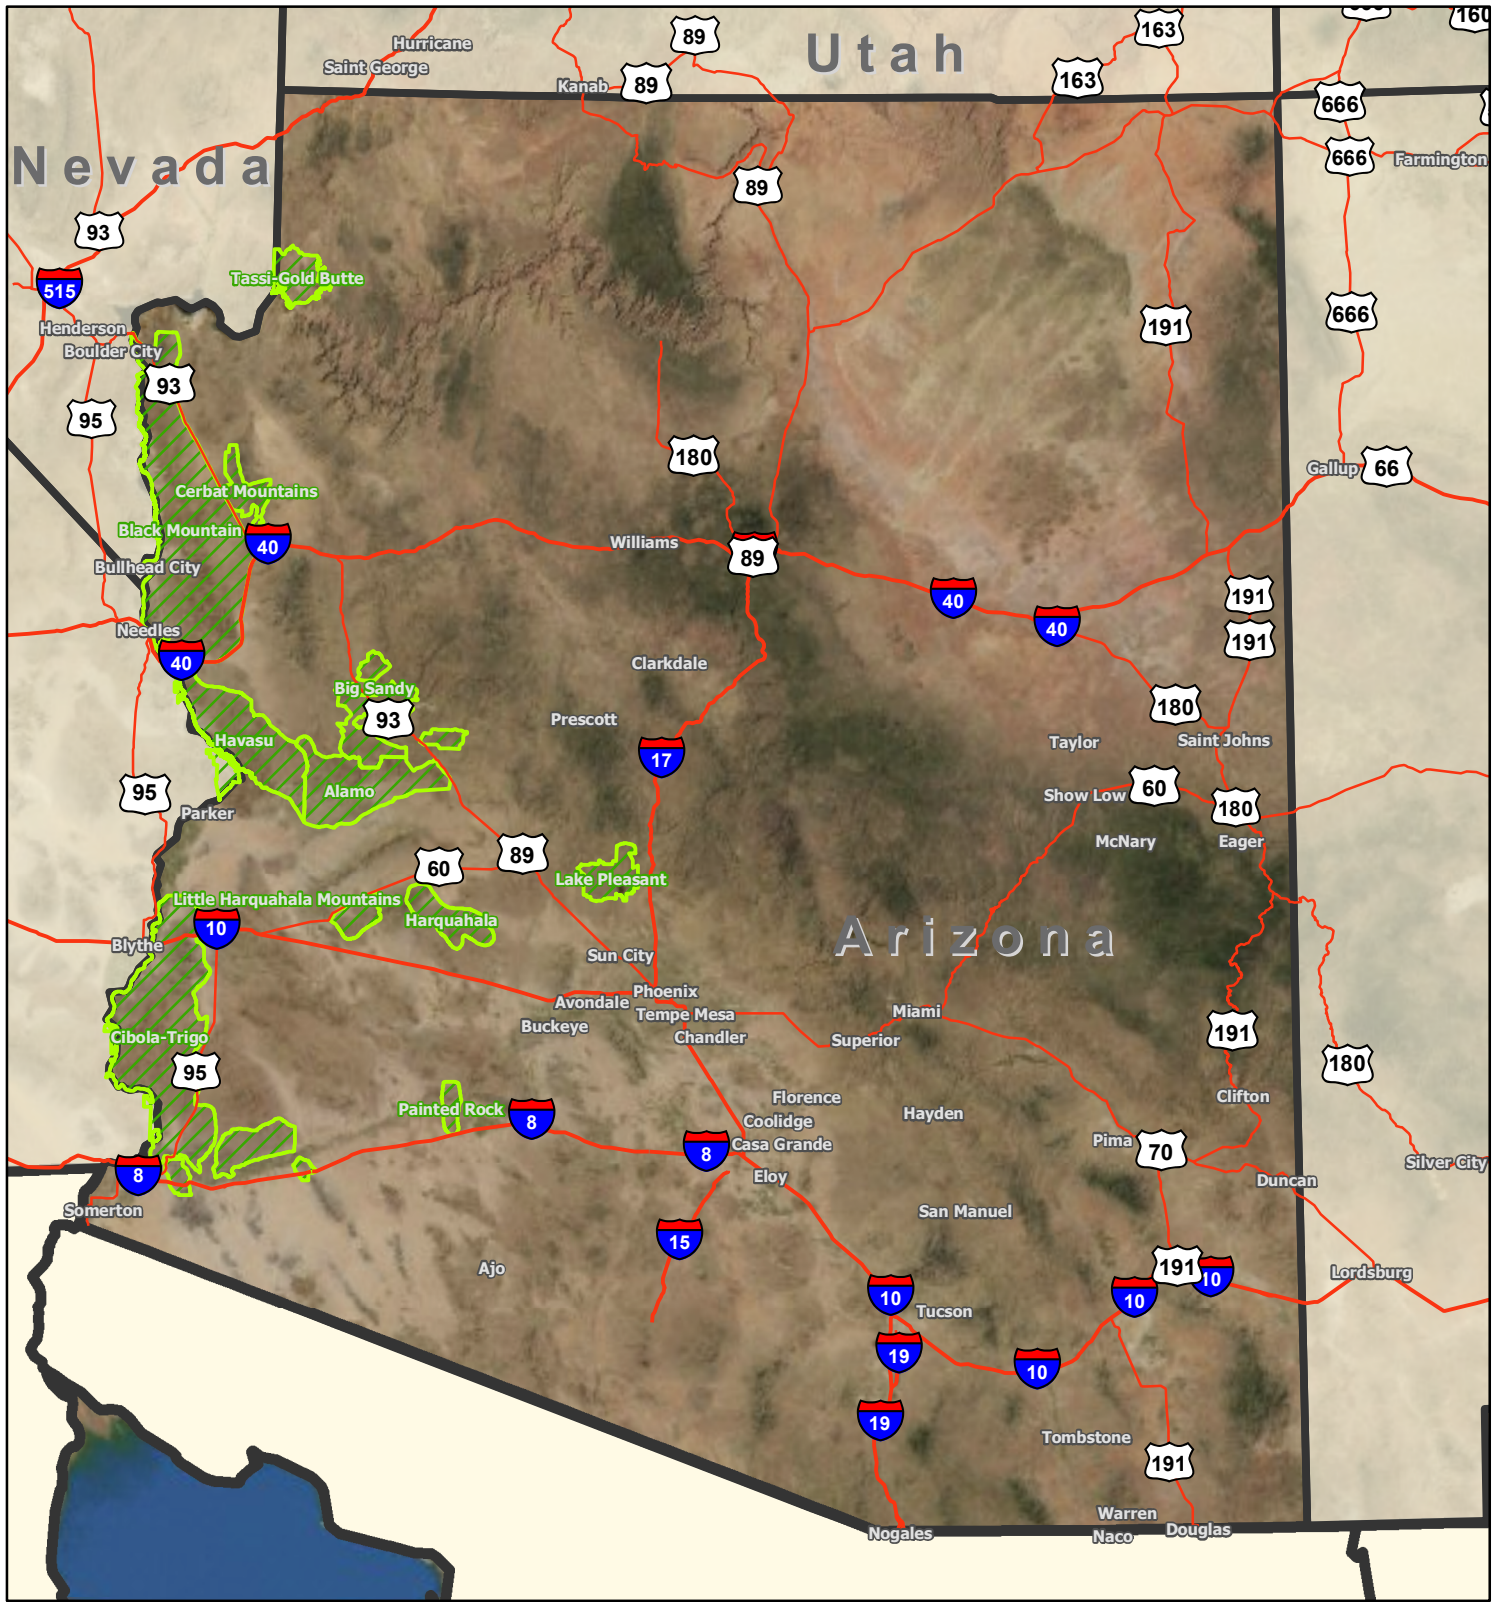 89
163
160
Hurricane
Utah
Saint George
Kanab
89
163
666
Nevada
666
Farmington
89
93
Tassi-Gold Butte
515
666
191
Henderson
Boulder City
93
95
180
Gallup
66
Cerbat Mountains
Black Mountain
40
Williams
89
Bullhead City
40
191
Needles
40
191
40
Clarkdale
Big Sandy
93
180
Prescott
Havasu
17
Taylor
Saint Johns
95
Alamo
Show Low
60
180
Parker
McNary
Eager
89
60
Lake Pleasant
Little Harquahala Mountains
Harquahala
10
Arizona
Blythe
Sun City
Phoenix
Avondale
Tempe Mesa
Miami
Buckeye
Chandler
Superior
191
Cibola-Trigo
95
180
Florence
Clifton
Painted Rock
8
Coolidge
Hayden
8
Casa Grande
Pima
70
Silver City
8
Eloy
Duncan
Somerton
San Manuel
15
Ajo
191
10
Lordsburg
10
10
Tucson
19
10
19
Tombstone
191
Warren
Nogales
Naco
Douglas